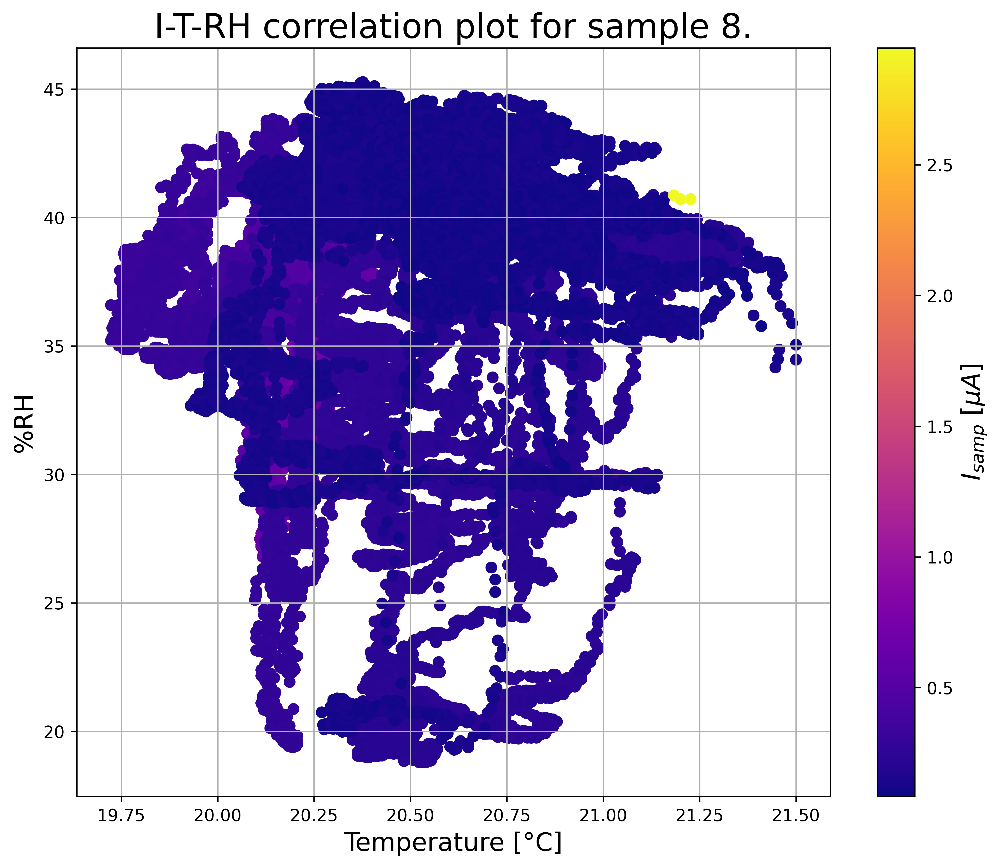 I-T-RH correlation plot for sample 8.
%RH
45
40
35
30
25
20
19.75 20.00 20.25 20.50 20.75 21.00 21.25 21.50
Temperature [°C]
2.5
2.0
1.5
1.0
0.5
I_samp [μA]